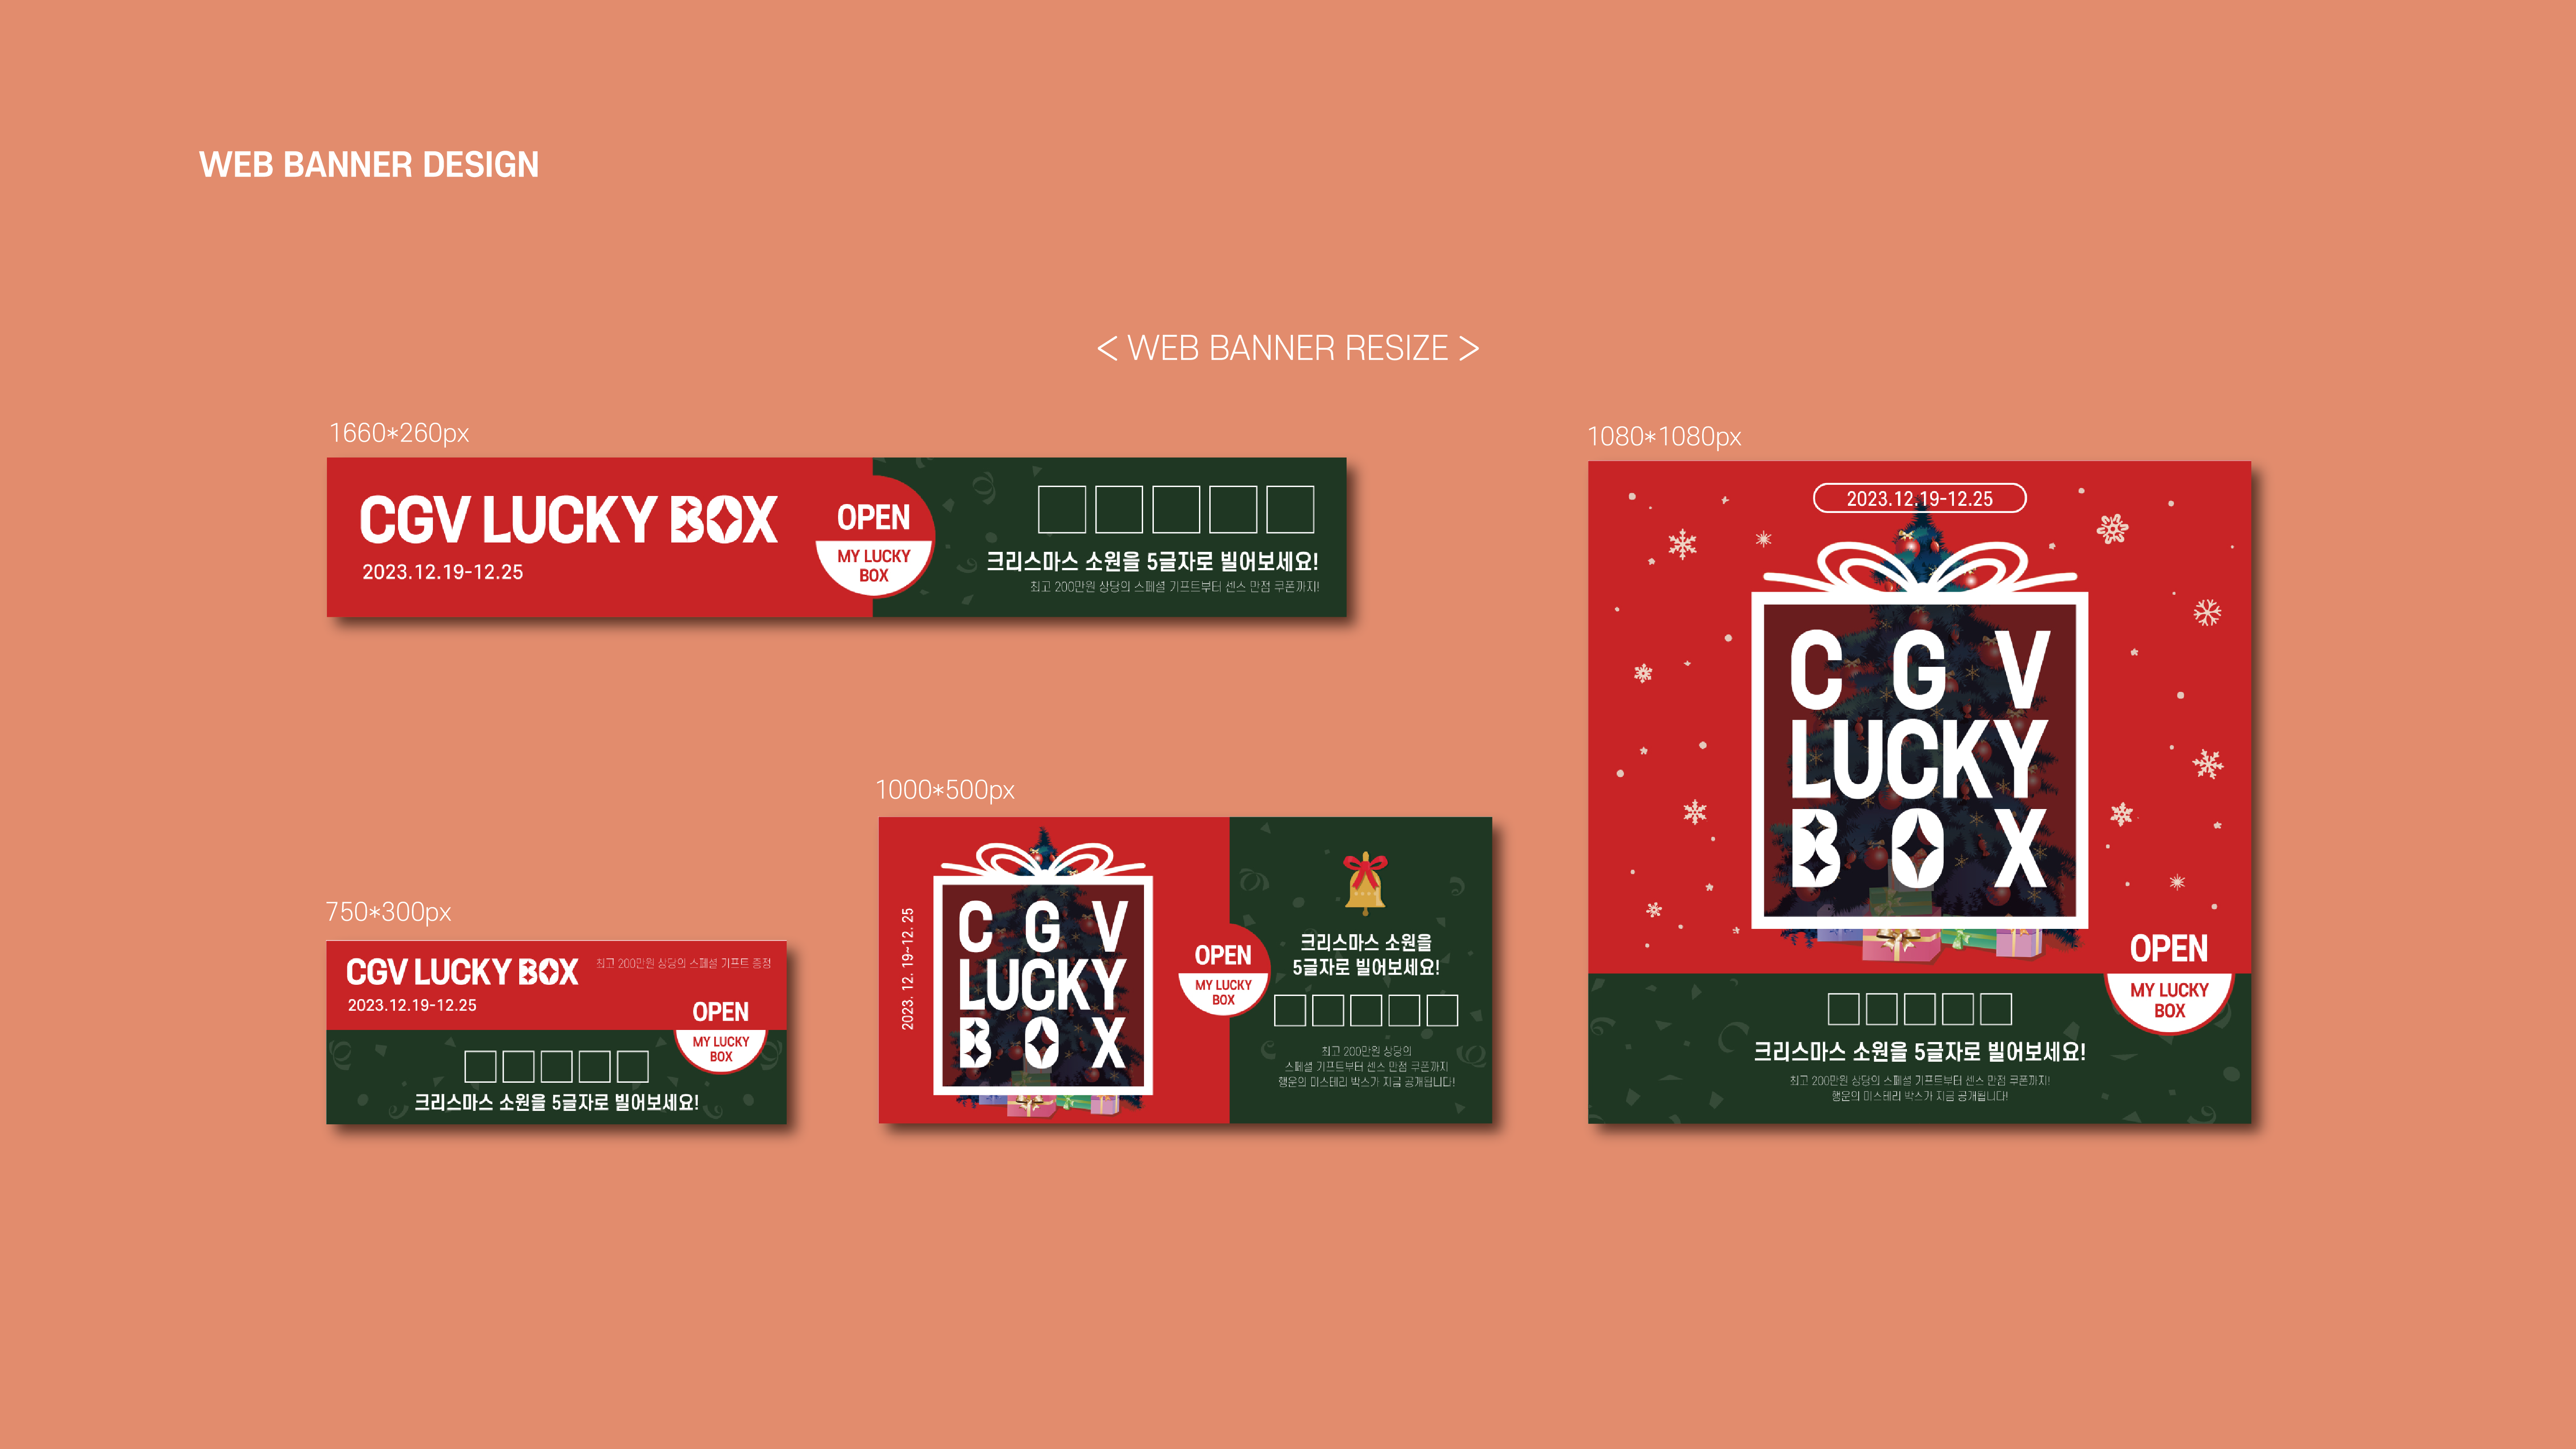 WEB BANNER DESIGN
< WEB BANNER RESIZE >
1660*260px
CGV LUCKY BOX
2023.12.19-12.25
OPEN
MY LUCKY
BOX
크리스마스 소원을 5글자로 빌어보세요!
최고 200만원 상당의 스페셜 기프트부터 센스 만점 쿠폰까지!
750*300px
CGV LUCKY BOX
최고 200만원 상당의 스페셜 기프트 증정
2023.12.19-12.25
OPEN
MY LUCKY
BOX
크리스마스 소원을 5글자로 빌어보세요!
1000*500px
2023. 12. 19~12. 25
C G V
LUCKY
B O X
OPEN
MY LUCKY
BOX
크리스마스 소원을
5글자로 빌어보세요!
최고 200만원 상당의
스페셜 기프트부터 센스 만점 쿠폰까지
행운의 미스테리 박스가 지금 공개됩니다!
1080*1080px
2023.12.19-12.25
C G V
LUCKY
B O X
OPEN
MY LUCKY
BOX
크리스마스 소원을 5글자로 빌어보세요!
최고 200만원 상당의 스페셜 기프트부터 센스 만점 쿠폰까지!
행운의 미스테리 박스가 지금 공개됩니다!